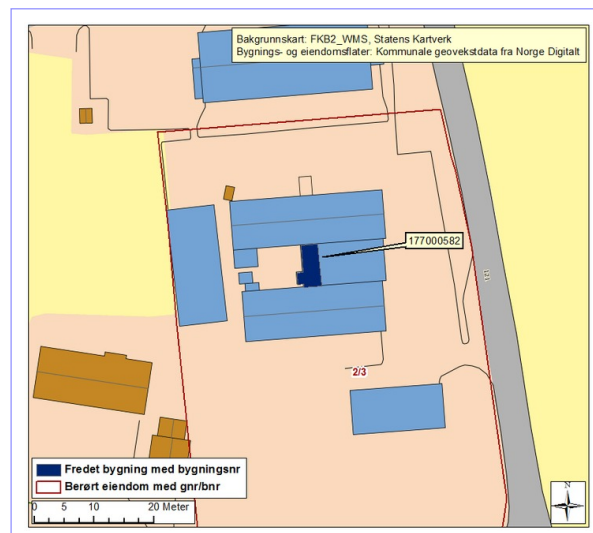 Bakgrunnskart: FKB2_WMS, Statens Kartverk
Bygnings- og eiendomsflater: Kommunale geovekstdata fra Norge Digitalt
177000582
121
2/3
Fredet bygning med bygningsnr
Berørt eiendom med gnr/bnr
0 5 10 20 Meter
N